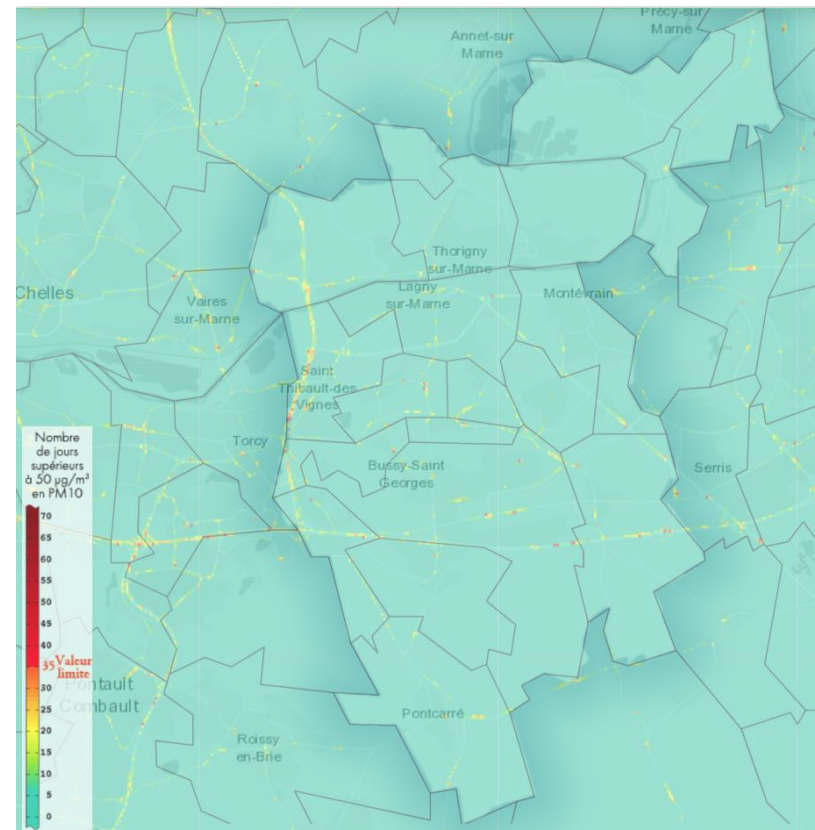 Précy-sur
Marne
Annet-sur
Marne
Thorigny
sur-Marne
Chelles
Lagny
sur-Marne
Montévrain
Vaires
sur-Marne
Saint
Thibault-des
Vignes
Torcy
Bussy-Saint
Georges
Serris
Nombre
de jours
supérieurs
à 50 µg/m³
en PM10
70
65
60
55
50
45
40
35 Valeur
limite
30
25
20
15
10
5
0
Pontault
Combault
Pontcarré
Roissy
en-Brie